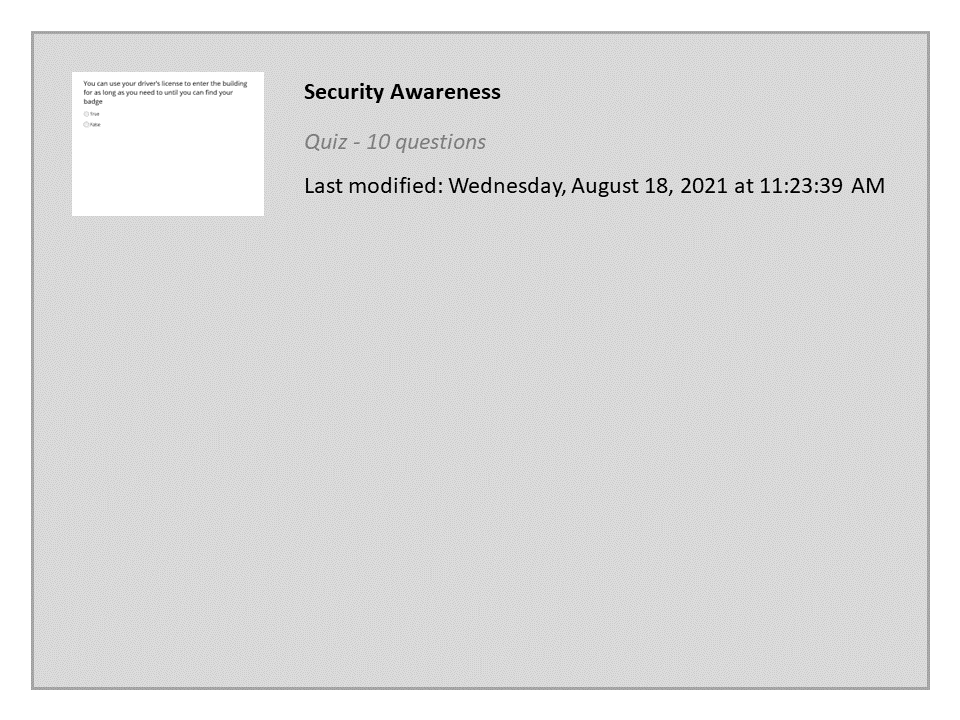 You can use your driver's license to enter the building
for as long as you need to until you can find your
badge
True
False
Security Awareness
Quiz - 10 questions
Last modified: Wednesday, August 18, 2021 at 11:23:39 AM